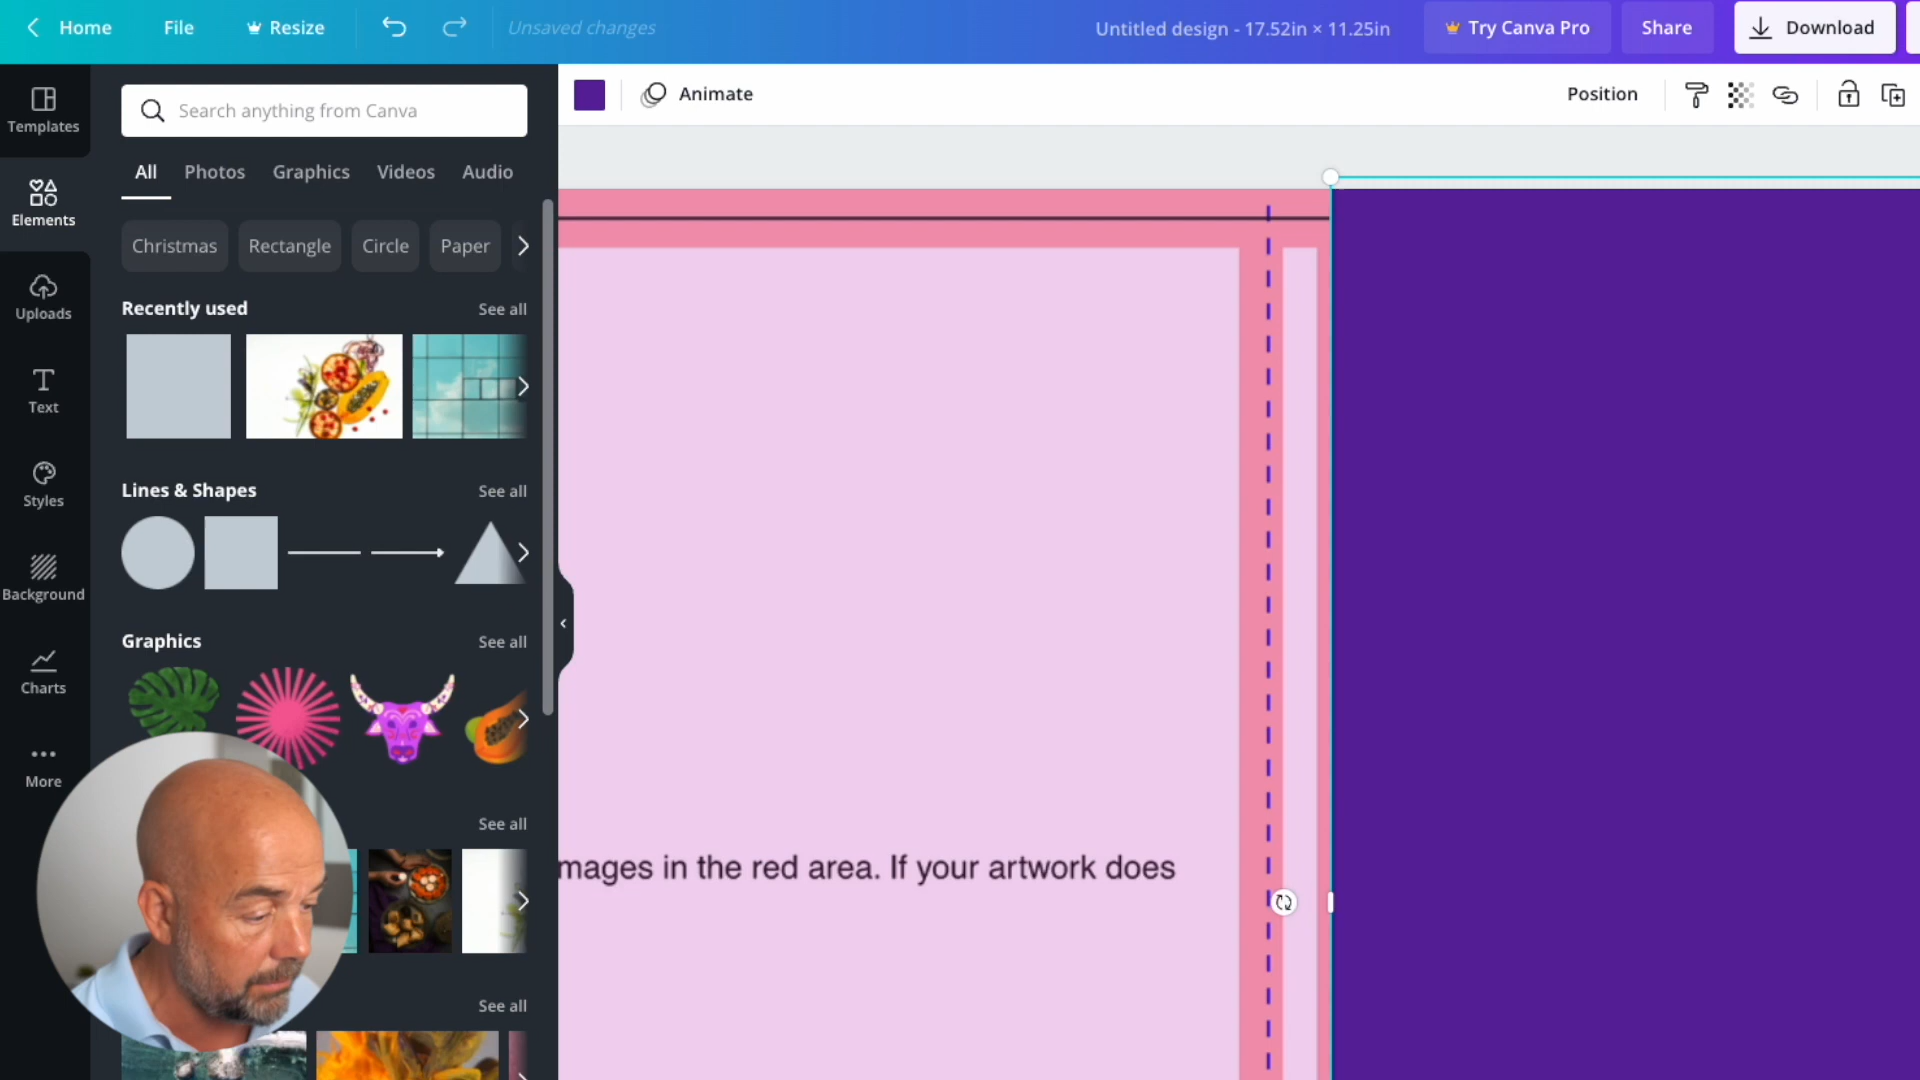 Home File Resize Unsaved changes Untitled design - 17.52in × 11.25in Try Canva Pro Share Download
Templates
Search anything from Canva
Animate
Position
All Photos Graphics Videos Audio
Elements
Christmas Rectangle Circle Paper
Uploads
Recently used See all
Text
Styles
Lines & Shapes See all
Background
Graphics See all
Charts
More
See all
mages in the red area. If your artwork does
See all